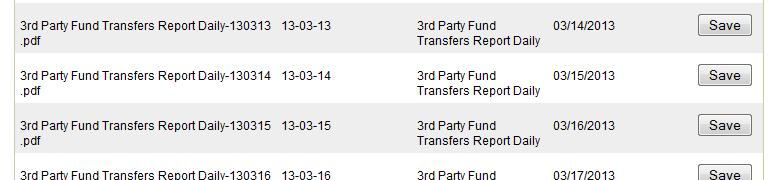 3rd Party Fund Transfers Report Daily-130313 13-03-13 3rd Party Fund 03/14/2013 Save
.pdf Transfers Report Daily
3rd Party Fund Transfers Report Daily-130314 13-03-14 3rd Party Fund 03/15/2013 Save
.pdf Transfers Report Daily
3rd Party Fund Transfers Report Daily-130315 13-03-15 3rd Party Fund 03/16/2013 Save
.pdf Transfers Report Daily
3rd Party Fund Transfers Report Daily-130316 13-03-16 3rd Party Fund 03/17/2013 Save